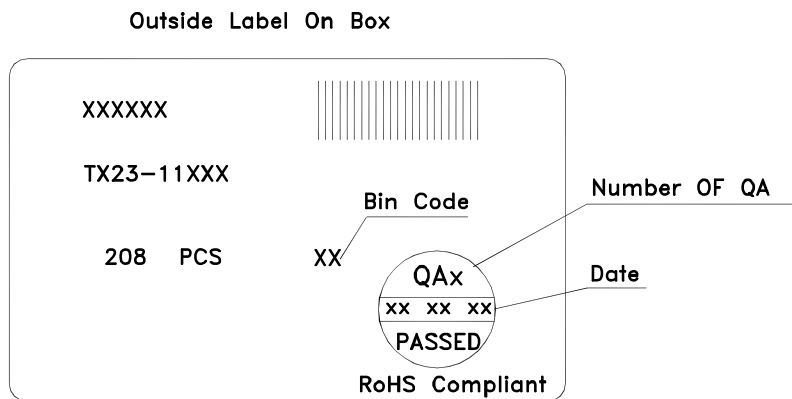 Outside Label On Box
XXXXXX
TX23-11XXX
Bin Code
Number OF QA
208 PCS XX
QAx
Date
xx xx xx
PASSED
RoHS Compliant